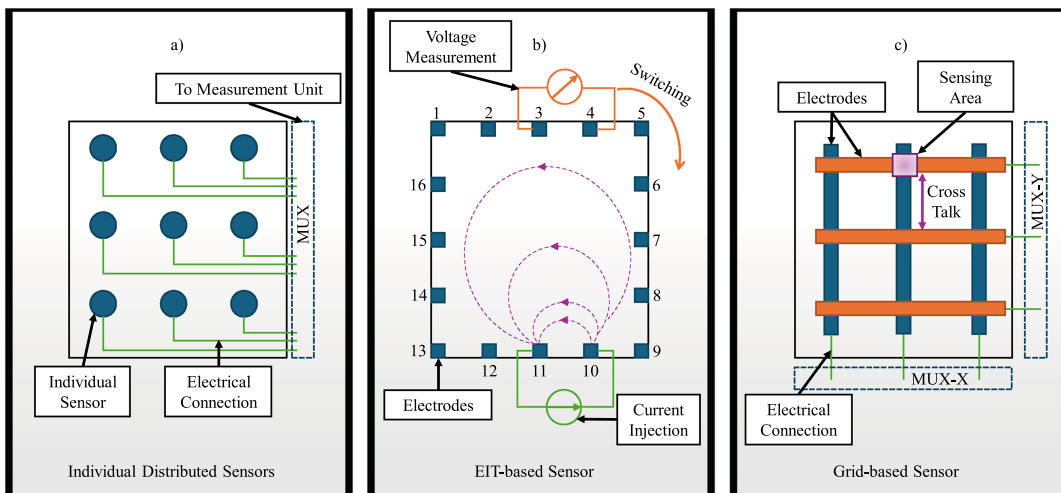 a)
To Measurement Unit
MUX
Individual
Sensor
Electrical
Connection
Individual Distributed Sensors
b)
Voltage
Measurement
Switching
1
2
3
4
5
16
6
15
7
14
8
13
12
11
10
9
Electrodes
Current
Injection
EIT-based Sensor
c)
Electrodes
Sensing
Area
Cross
Talk
MUX-Y
MUX-X
Electrical
Connection
Grid-based Sensor